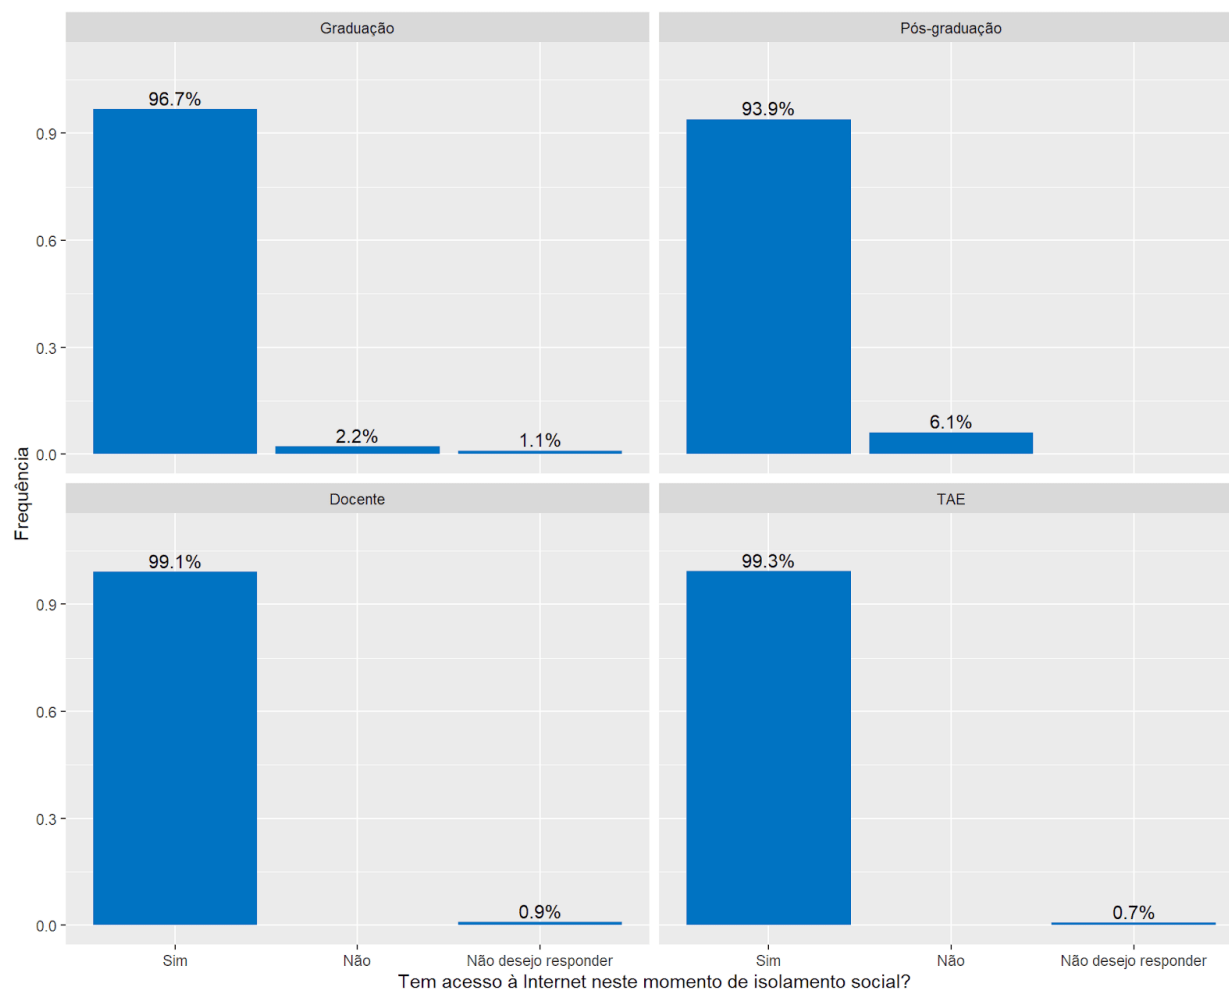 Graduação
Pós-graduação
96.7%
2.2%
1.1%
93.9%
6.1%
0.9
0.6
0.3
0.0
Docente
TAE
99.1%
0.9%
99.3%
0.7%
0.9
0.6
0.3
0.0
Frequência
Sim
Não
Não desejo responder
Sim
Não
Não desejo responder
Tem acesso à Internet neste momento de isolamento social?